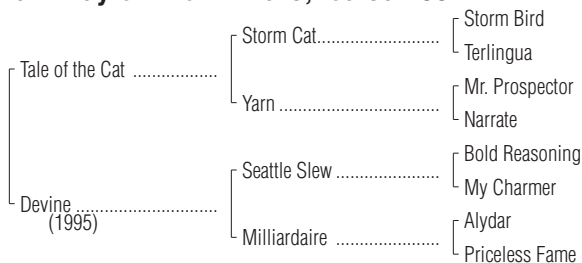 Storm Bird
Storm Cat
Terlingua
Tale of the Cat
Mr. Prospector
Yarn
Narrate
Bold Reasoning
Seattle Slew
My Charmer
Devine
(1995)
Alydar
Milliardaire
Priceless Fame